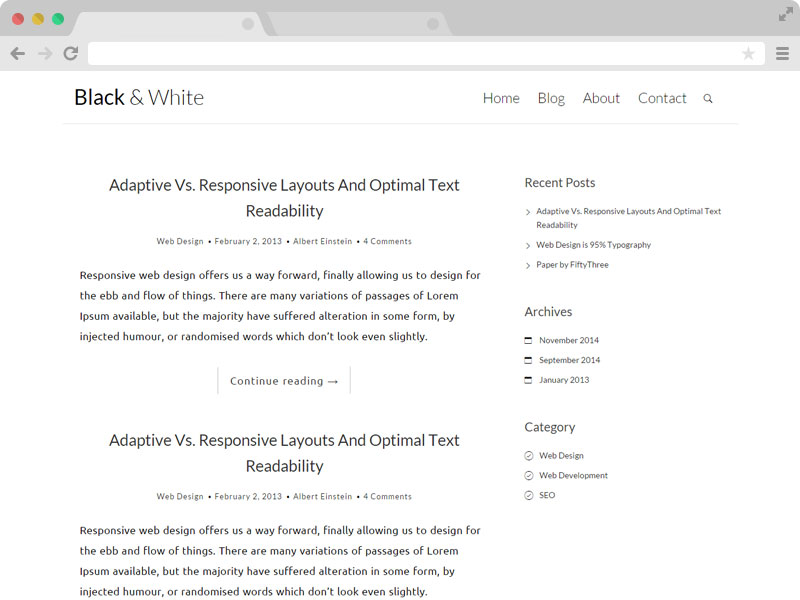 Black & White
Home Blog About Contact
Adaptive Vs. Responsive Layouts And Optimal Text
Readability
Web Design • February 2, 2013 • Albert Einstein • 4 Comments
Responsive web design offers us a way forward, finally allowing us to design for
the ebb and flow of things. There are many variations of passages of Lorem
Ipsum available, but the majority have suffered alteration in some form, by
injected humour, or randomised words which don’t look even slightly.
Continue reading →
Adaptive Vs. Responsive Layouts And Optimal Text
Readability
Web Design • February 2, 2013 • Albert Einstein • 4 Comments
Responsive web design offers us a way forward, finally allowing us to design for
the ebb and flow of things. There are many variations of passages of Lorem
Ipsum available, but the majority have suffered alteration in some form, by
injected humour, or randomised words which don’t look even slightly.
Recent Posts
Adaptive Vs. Responsive Layouts And Optimal Text
Readability
Web Design is 95% Typography
Paper by FiftyThree
Archives
November 2014
September 2014
January 2013
Category
Web Design
Web Development
SEO